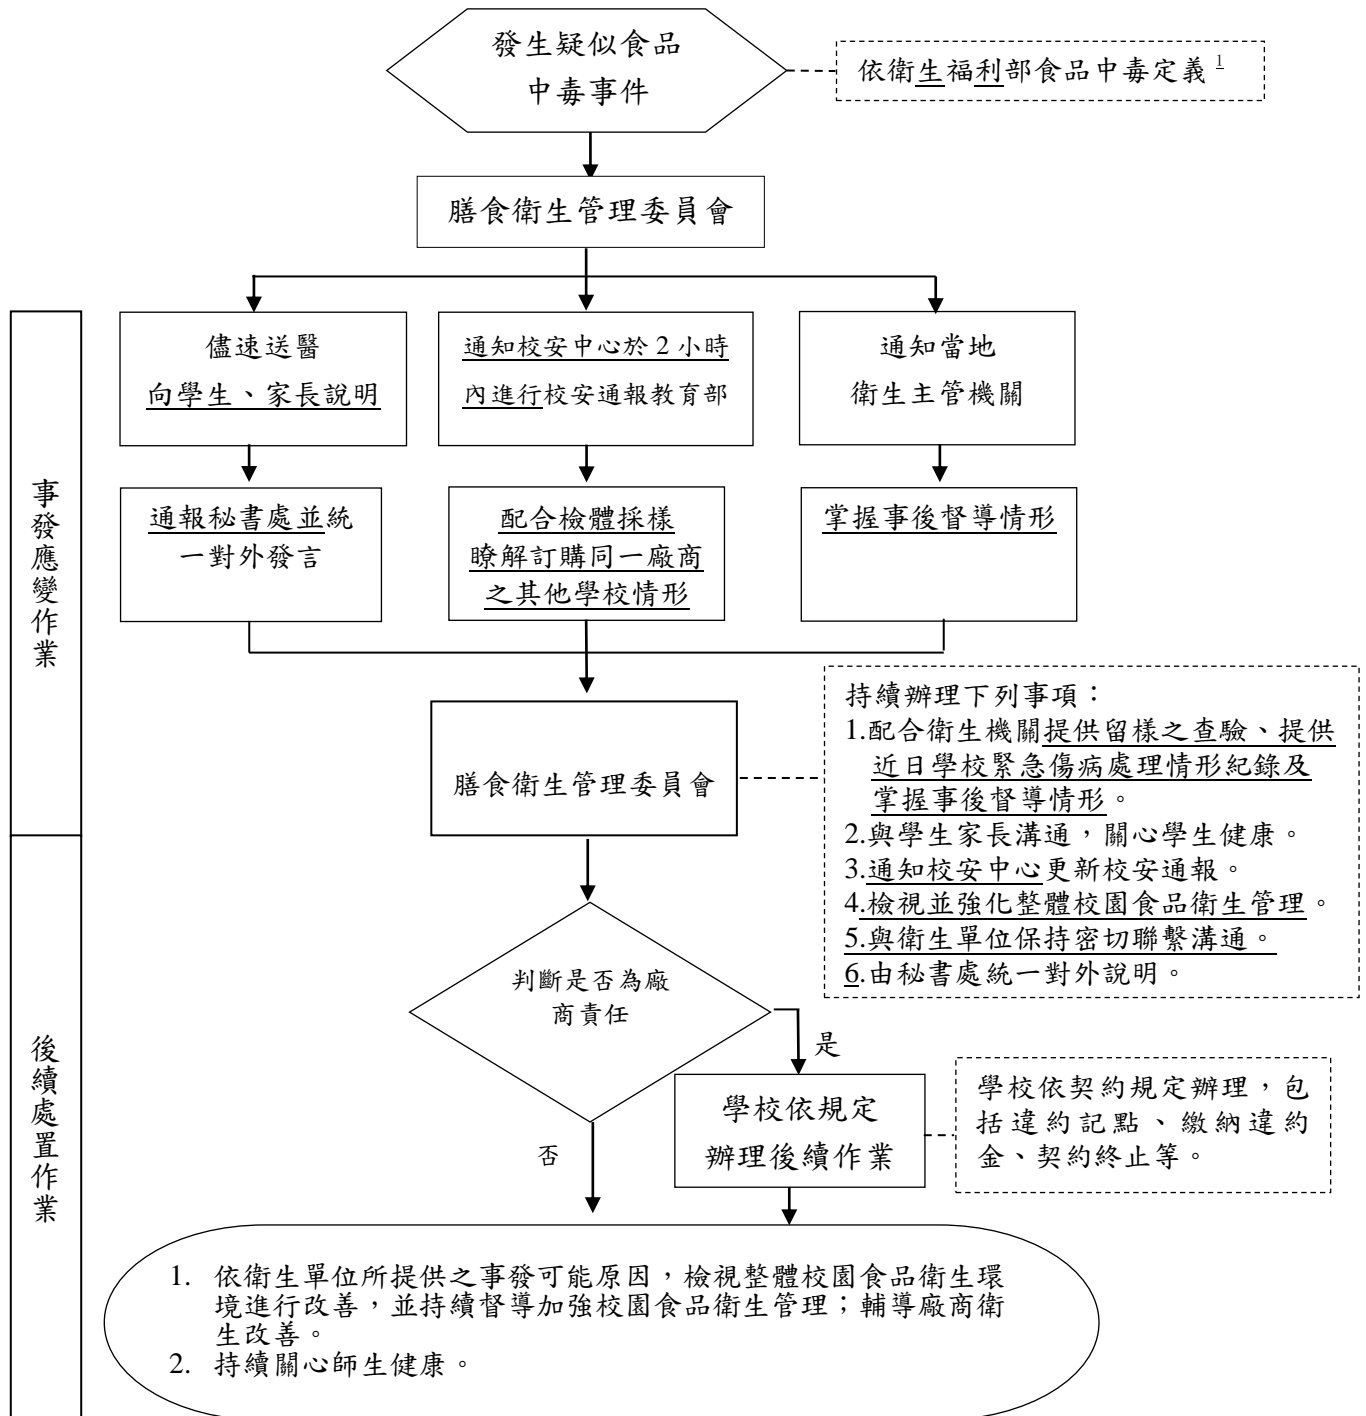 發生疑似食品
中毒事件
依衛生福利部食品中毒定義1
膳食衛生管理委員會
事發應變作業
儘速送醫
向學生、家長說明
通知校安中心於 2 小時
內進行校安通報教育部
通知當地
衛生主管機關
通報秘書處並統
一對外發言
配合檢體採樣
瞭解訂購同一廠商
之其他學校情形
掌握事後督導情形
膳食衛生管理委員會
持續辦理下列事項：
1.配合衛生機關提供留樣之查驗、提供
近日學校緊急傷病處理情形紀錄及
掌握事後督導情形。
2.與學生家長溝通，關心學生健康。
3.通知校安中心更新校安通報。
4.檢視並強化整體校園食品衛生管理。
5.與衛生單位保持密切聯繫溝通。
6.由秘書處統一對外說明。
後續處置作業
判斷是否為廠
商責任
是
否
學校依規定
辦理後續作業
學校依契約規定辦理，包
括違約記點、繳納違約
金、契約終止等。
1. 依衛生單位所提供之事發可能原因，檢視整體校園食品衛生環
境進行改善，並持續督導加強校園食品衛生管理；輔導廠商衛
生改善。
2. 持續關心師生健康。